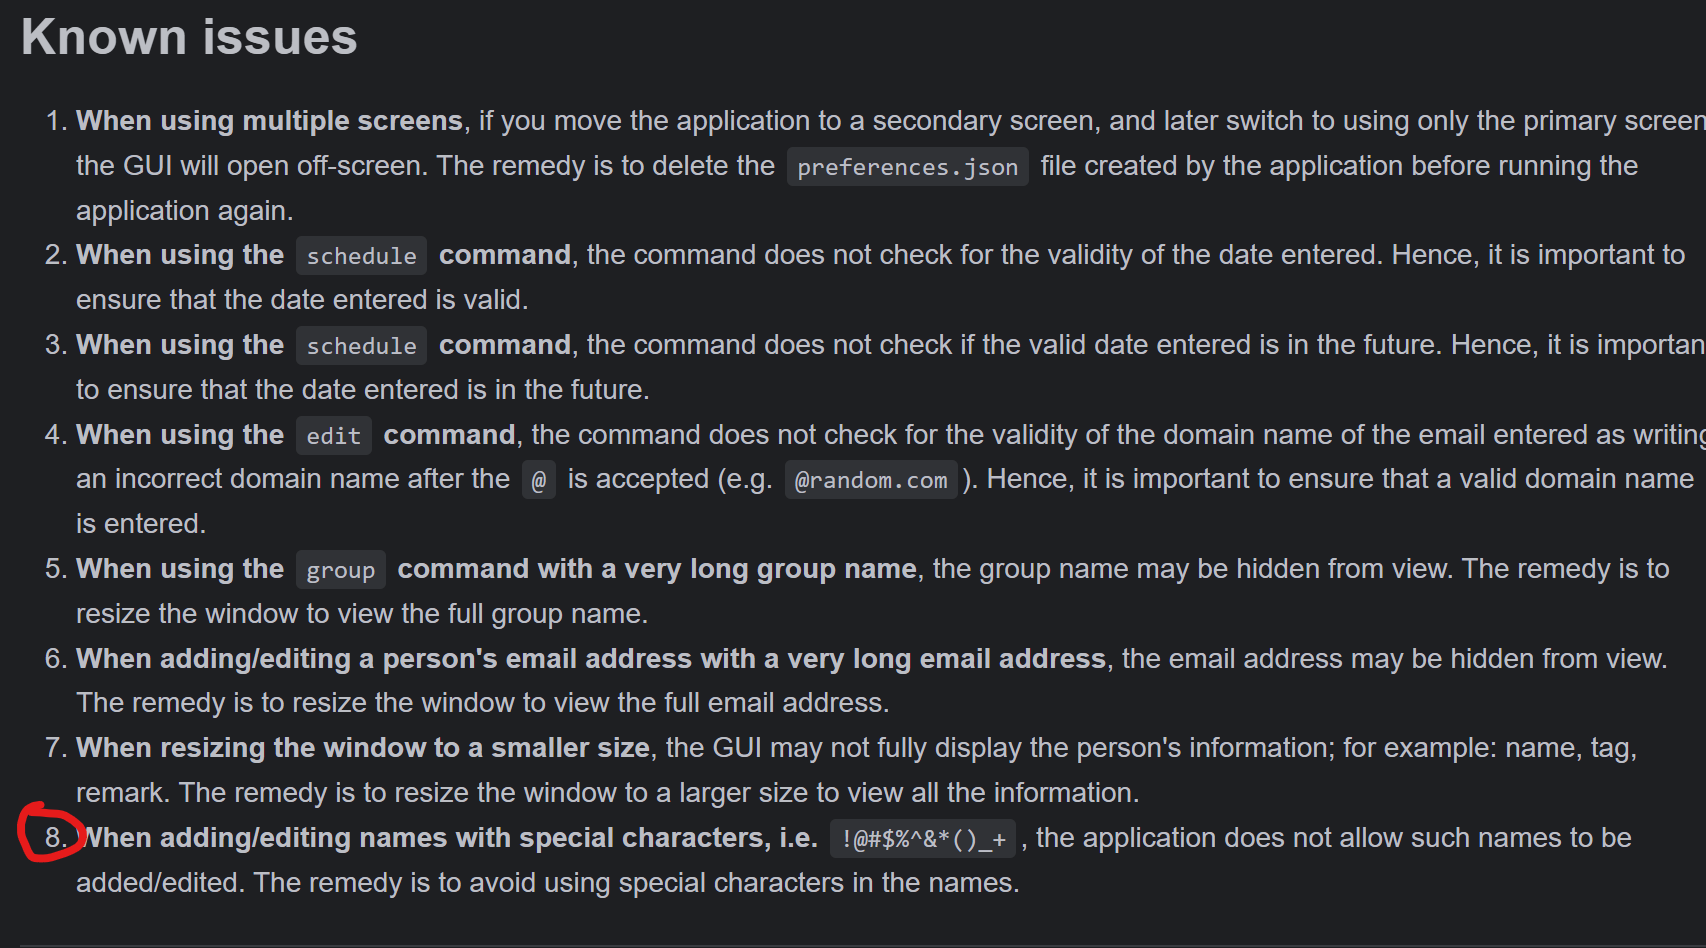 Known issues
1. When using multiple screens, if you move the application to a secondary screen, and later switch to using only the primary screen
the GUI will open off-screen. The remedy is to delete the preferences.json file created by the application before running the
application again.
2. When using the schedule command, the command does not check for the validity of the date entered. Hence, it is important to
ensure that the date entered is valid.
3. When using the schedule command, the command does not check if the valid date entered is in the future. Hence, it is importan
to ensure that the date entered is in the future.
4. When using the edit command, the command does not check for the validity of the domain name of the email entered as writing
an incorrect domain name after the @ is accepted (e.g. @random.com). Hence, it is important to ensure that a valid domain name
is entered.
5. When using the group command with a very long group name, the group name may be hidden from view. The remedy is to
resize the window to view the full group name.
6. When adding/editing a person's email address with a very long email address, the email address may be hidden from view.
The remedy is to resize the window to view the full email address.
7. When resizing the window to a smaller size, the GUI may not fully display the person's information; for example: name, tag,
remark. The remedy is to resize the window to a larger size to view all the information.
8. When adding/editing names with special characters, i.e. !@#$%^&*()_+, the application does not allow such names to be
added/edited. The remedy is to avoid using special characters in the names.